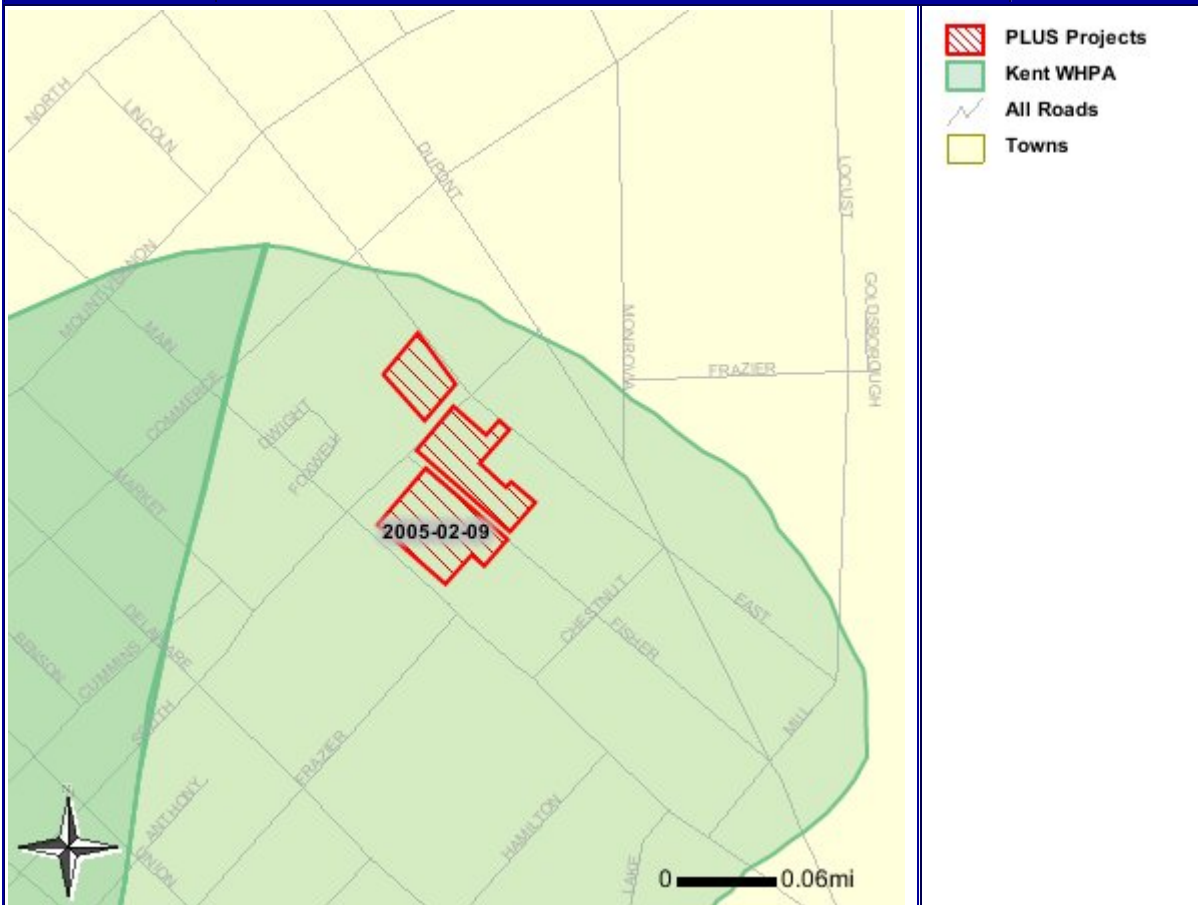 PLUS Projects
Kent WHPA
All Roads
Towns
NORTH
LINCOLN
DUPONT
LOCUST
MOUNT VERNON
MAIN
MONROVIA
GOLDSBOROUGH
FRAZIER
COMMERCE
DWIGHT
FOWELL
MARKET
2005-02-09
DELAWARE
BENSON
CUMMINS
SOUTH
CHESTNUT
FISHER
EAST
MILL
FRAZIER
ANTHONY
UNION
HAMILTON
LAKE
N
0 0.06mi